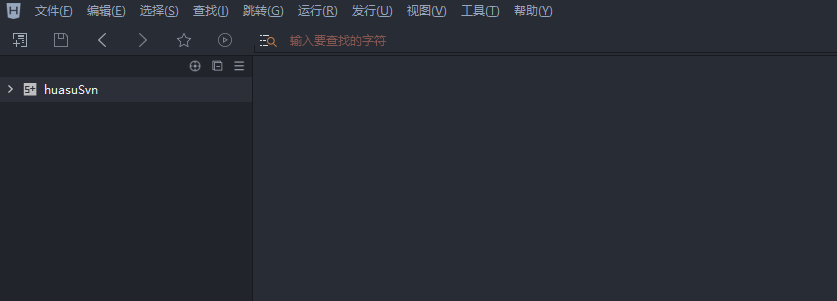 H 文件(F) 编辑(E) 选择(S) 查找(I) 跳转(G) 运行(R) 发行(U) 视图(V) 工具(T) 帮助(Y)
输入要查找的字符
S+ huasuSvn